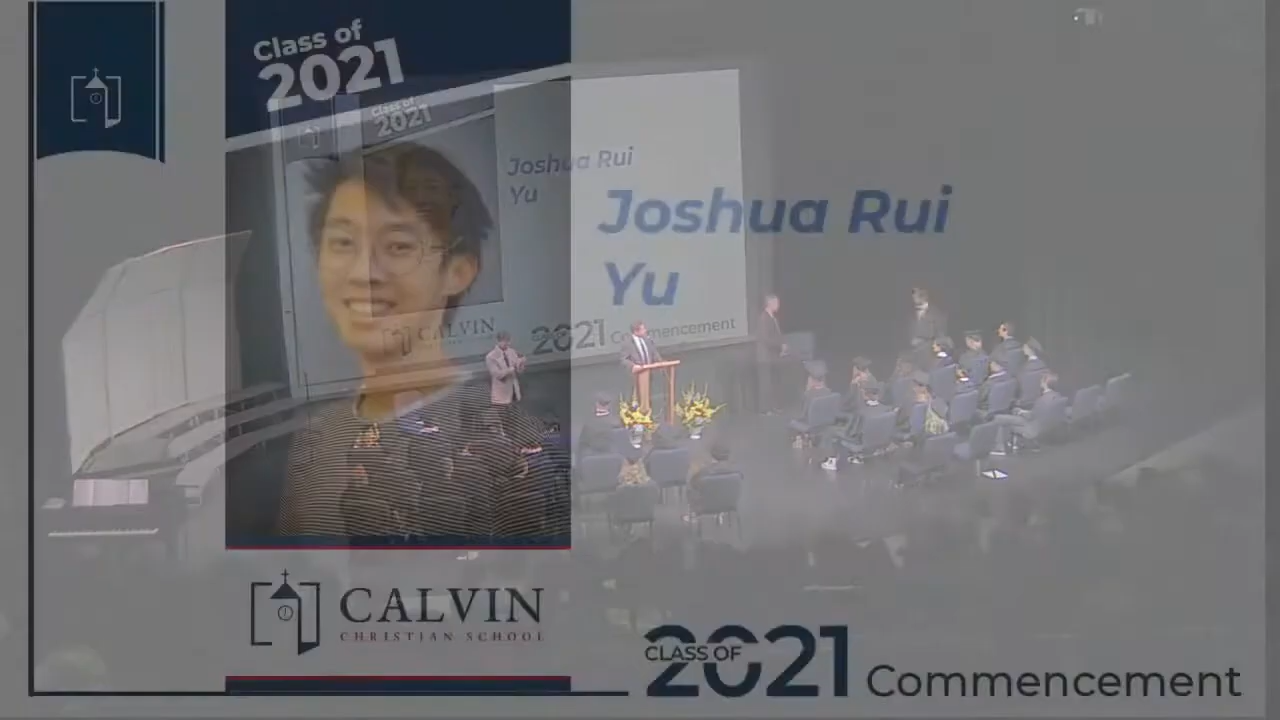 Class of
2021
Class of
2021
Joshua Rui
Yu
Joshua Rui
Yu
CALVIN
2021
Commencement
CALVIN
CHRISTIAN SCHOOL
CLASS OF
2021
Commencement